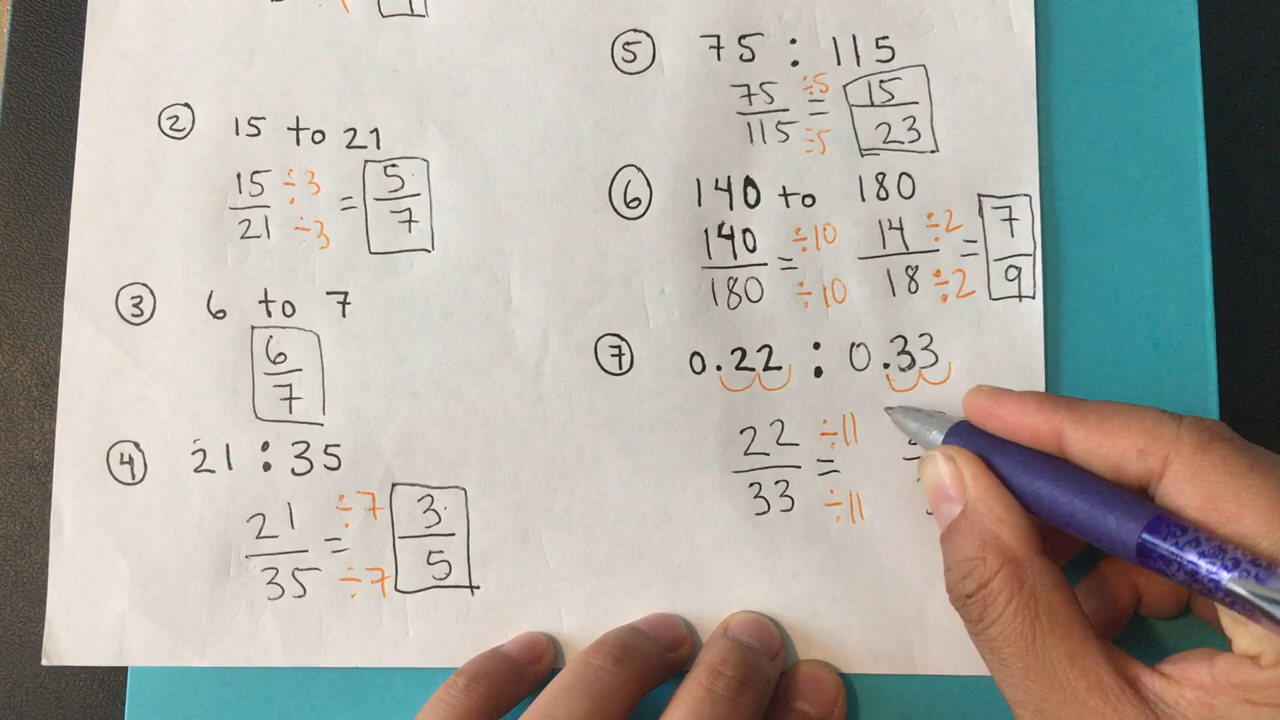 ② 15 to 21
15/21 ÷3/÷3 = 5/7
③ 6 to 7
6/7
④ 21 : 35
21/35 ÷7/÷7 = 3/5
⑤ 75 : 115
75/115 ÷5/÷5 = 15/23
⑥ 140 to 180
140/180 ÷10/÷10 = 14/18 ÷2/÷2 = 7/9
⑦ 0.22 : 0.33
22/33 ÷11/÷11 =